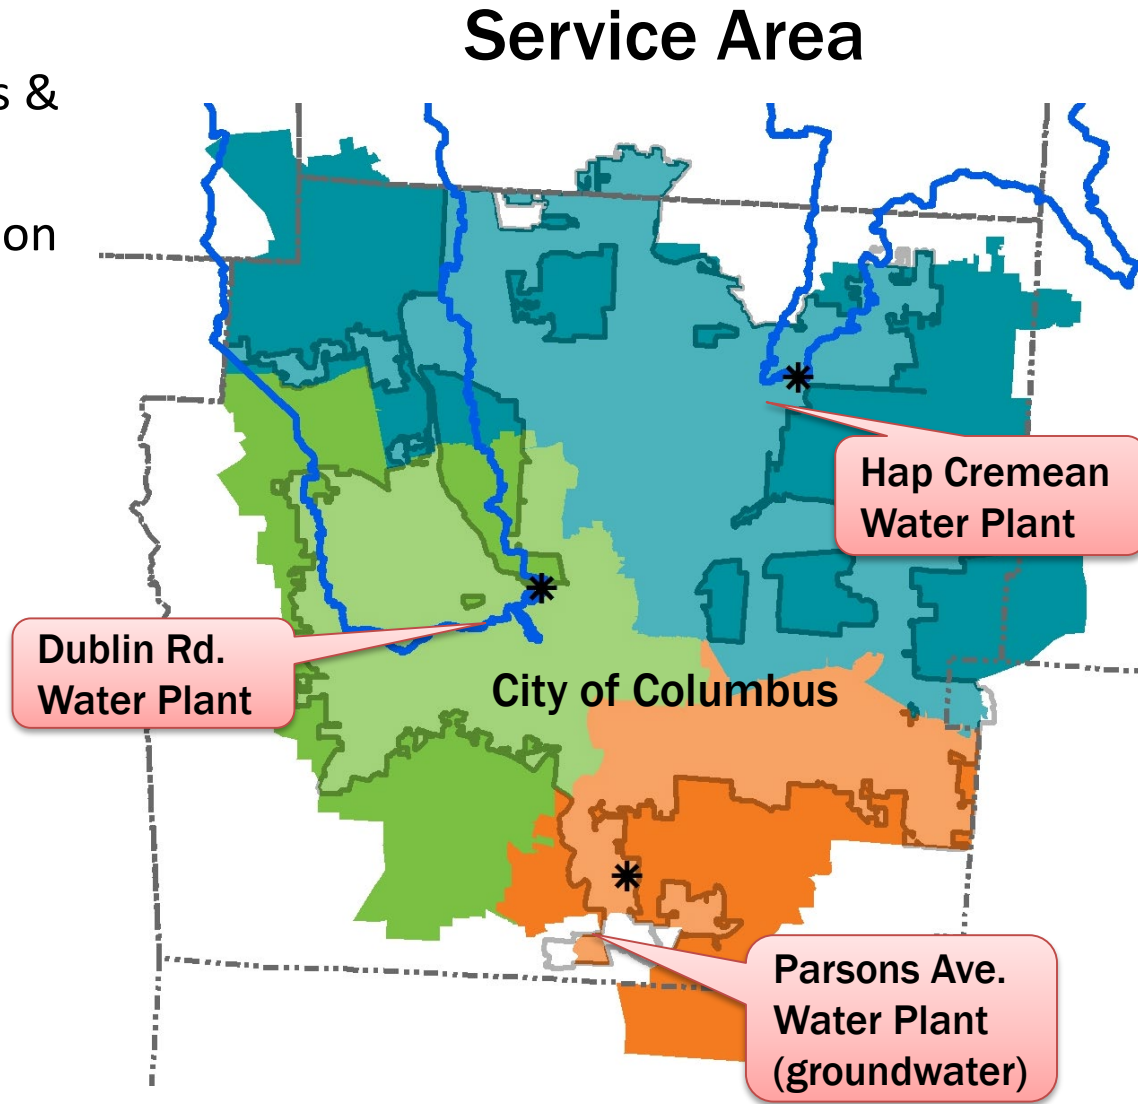 Service Area
s &
on
Hap Cremean
Water Plant
Dublin Rd.
Water Plant
City of Columbus
Parsons Ave.
Water Plant
(groundwater)